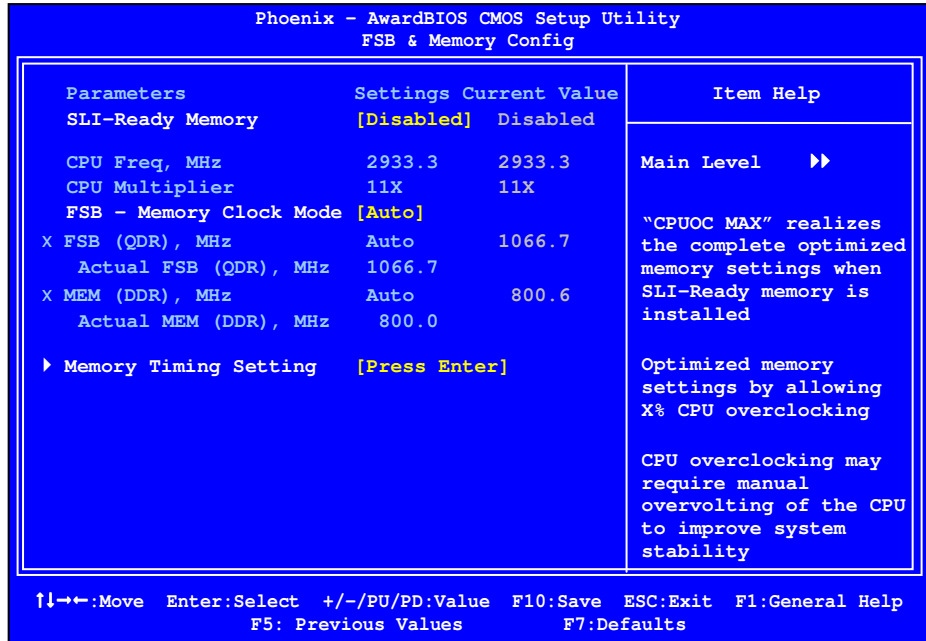 Phoenix - AwardBIOS CMOS Setup Utility
FSB & Memory Config
Parameters Settings Current Value
SLI-Ready Memory [Disabled] Disabled
CPU Freq, MHz 2933.3 2933.3
CPU Multiplier 11X 11X
FSB - Memory Clock Mode [Auto]
X FSB (QDR), MHz Auto 1066.7
Actual FSB (QDR), MHz 1066.7
X MEM (DDR), MHz Auto 800.6
Actual MEM (DDR), MHz 800.0
Memory Timing Setting [Press Enter]
Item Help
Main Level
“CPUOC MAX” realizes
the complete optimized
memory settings when
SLI-Ready memory is
installed
Optimized memory
settings by allowing
X% CPU overclocking
CPU overclocking may
require manual
overvolting of the CPU
to improve system
stability
↑↓→←:Move Enter:Select +/-/PU/PD:Value F10:Save ESC:Exit F1:General Help
F5: Previous Values F7:Defaults